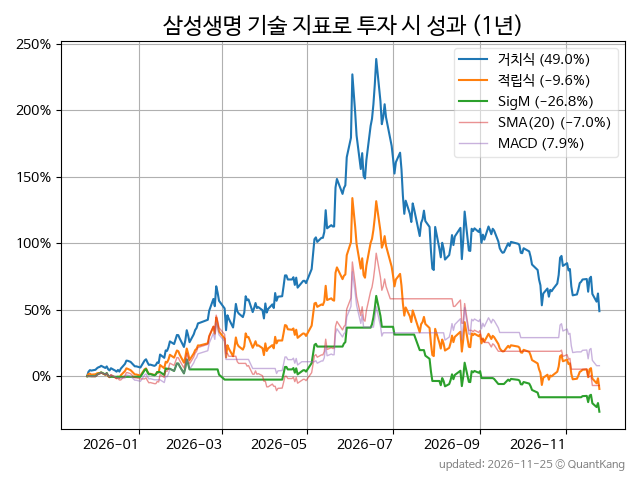 삼성생명 기술 지표로 투자 시 성과 (1년)
250%
200%
150%
100%
50%
0%
거치식 (49.0%)
적립식 (−9.6%)
SigM (−26.8%)
SMA(20) (−7.0%)
MACD (7.9%)
2026-01
2026-03
2026-05
2026-07
2026-09
2026-11
updated: 2026-11-25 © QuantKang